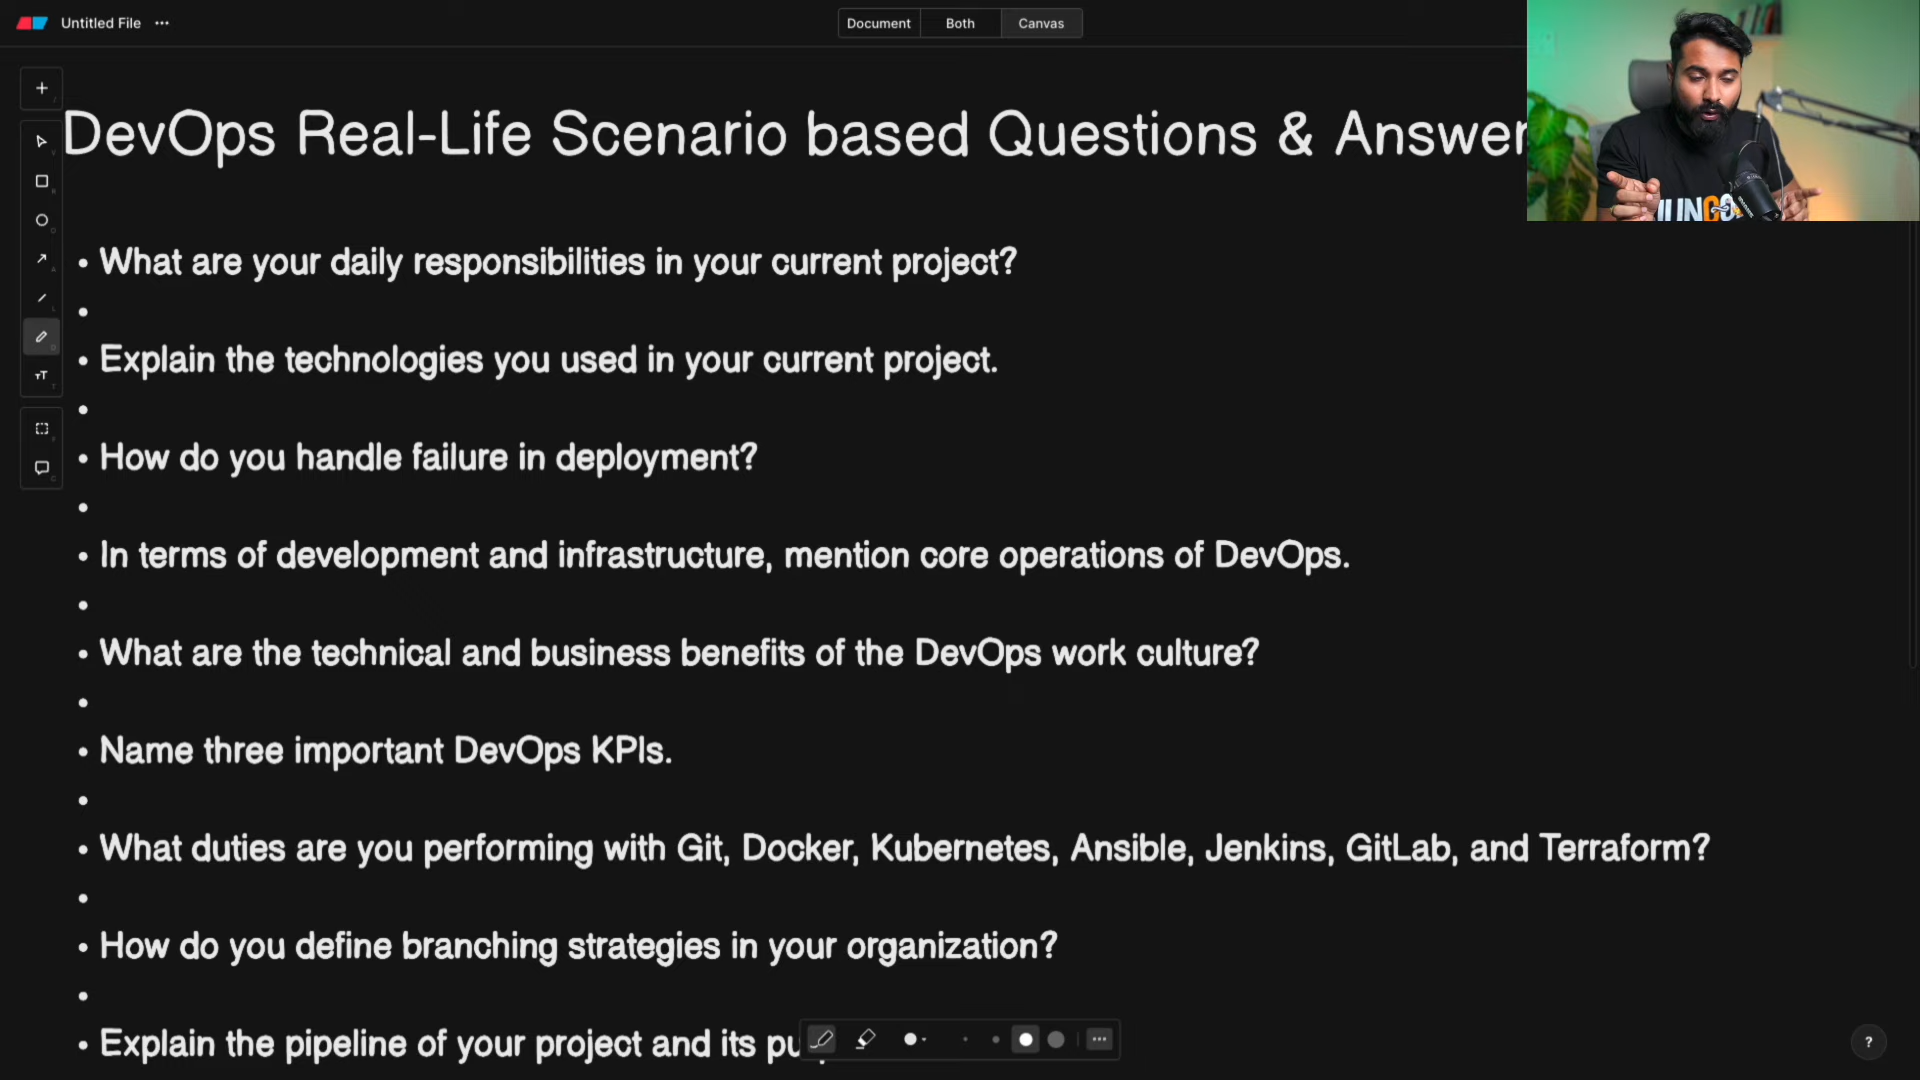 Untitled File
Document
Both
Canvas
DevOps Real-Life Scenario based Questions & Answer
• What are your daily responsibilities in your current project?
•
• Explain the technologies you used in your current project.
•
• How do you handle failure in deployment?
•
• In terms of development and infrastructure, mention core operations of DevOps.
•
• What are the technical and business benefits of the DevOps work culture?
•
• Name three important DevOps KPIs.
•
• What duties are you performing with Git, Docker, Kubernetes, Ansible, Jenkins, GitLab, and Terraform?
•
• How do you define branching strategies in your organization?
•
• Explain the pipeline of your project and its
?